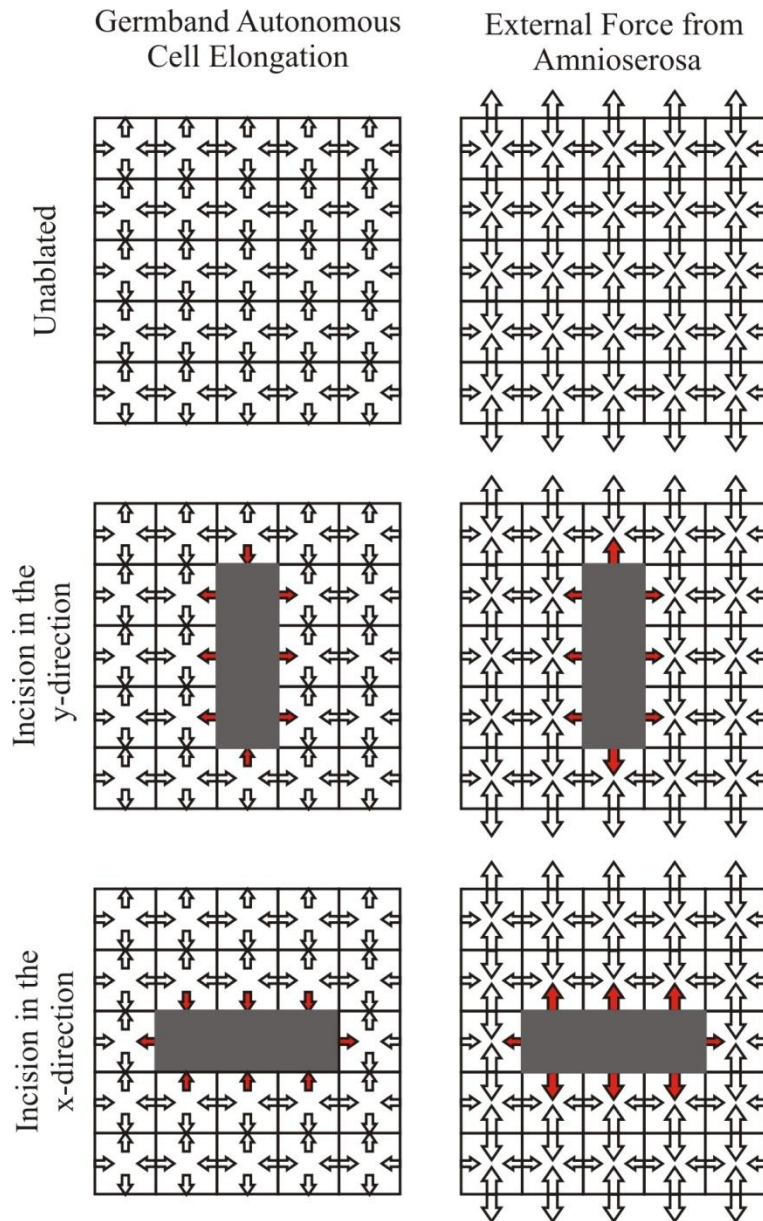 Germband Autonomous
Cell Elongation
External Force from
Amnioserosa
Unablated
Incision in the
y-direction
Incision in the
x-direction